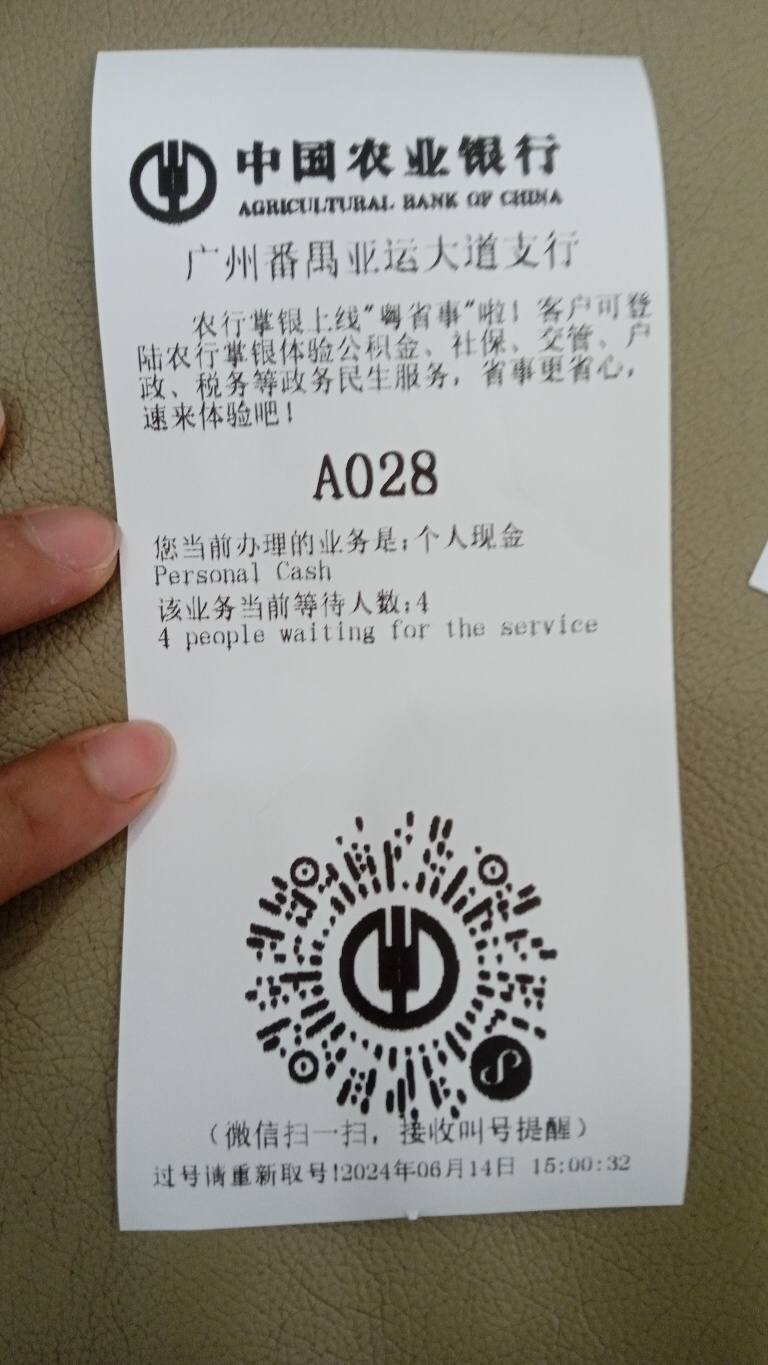 中国农业银行
AGRICULTURAL BANK OF CHINA
广州番禺亚运大道支行
农行掌银上线"粤省事"啦!客户可登
陆农行掌银体验公积金、社保、交管、户
政、税务等政务民生服务,省事更省心,
速来体验吧!
A028
您当前办理的业务是:个人现金
Personal Cash
该业务当前等待人数:4
4 people waiting for the service
(微信扫一扫,接收叫号提醒)
过号请重新取号!2024年06月14日 15:00:32